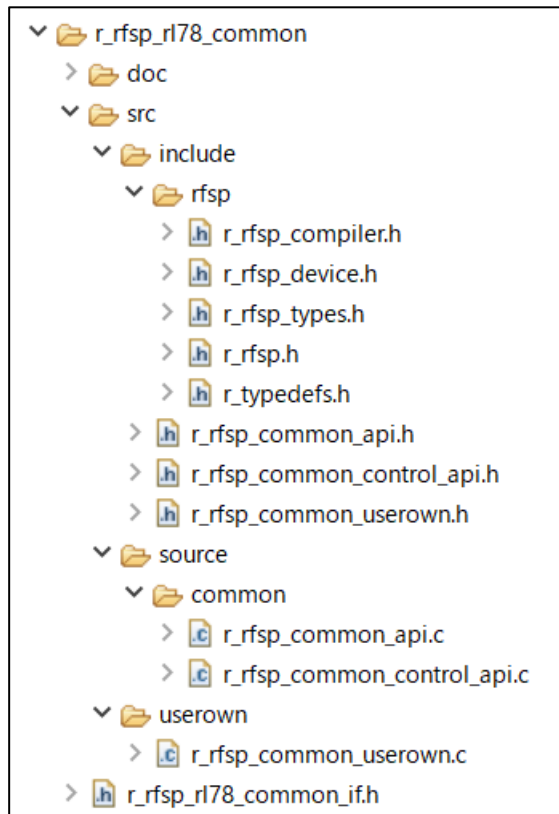 r_rfsp_rl78_common
doc
src
include
rfsp
.h r_rfsp_compiler.h
.h r_rfsp_device.h
.h r_rfsp_types.h
.h r_rfsp.h
.h r_typedefs.h
.h r_rfsp_common_api.h
.h r_rfsp_common_control_api.h
.h r_rfsp_common_userown.h
source
common
.c r_rfsp_common_api.c
.c r_rfsp_common_control_api.c
userown
.c r_rfsp_common_userown.c
.h r_rfsp_rl78_common_if.h